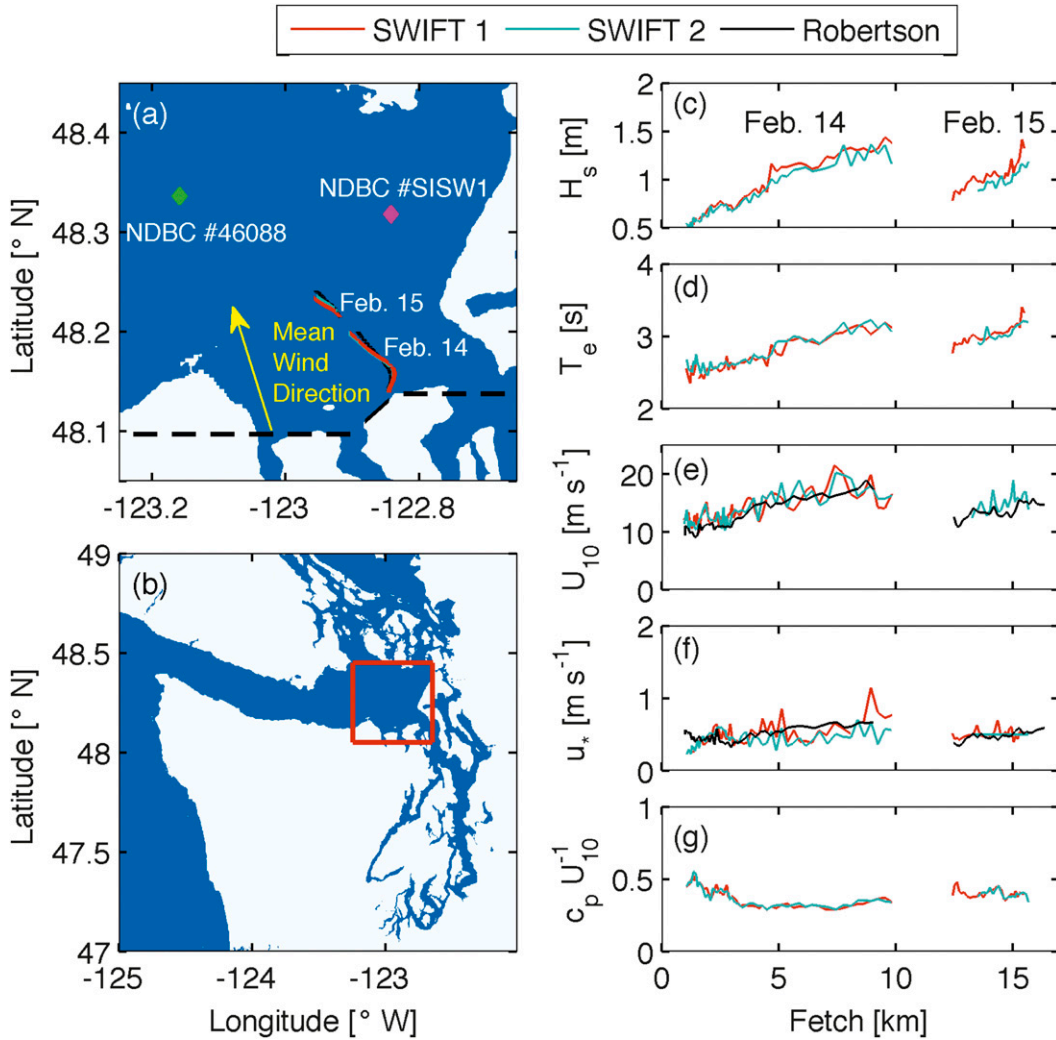 SWIFT 1 SWIFT 2 Robertson
(a)
48.4
48.3
48.2
48.1
Latitude [° N]
NDBC #SISW1
NDBC #46088
Feb. 15
Feb. 14
Mean
Wind
Direction
-123.2 -123 -122.8
(b)
49
48.5
48
47.5
47
Latitude [° N]
-125 -124 -123
Longitude [° W]
(c)
Feb. 14
Feb. 15
2
1.5
1
0.5
H_s [m]
(d)
4
3
2
T_e [s]
(e)
20
10
0
U_10 [m s⁻¹]
(f)
2
1
0
u_* [m s⁻¹]
(g)
1
0.5
0
c_p U_10^-1
0 5 10 15
Fetch [km]